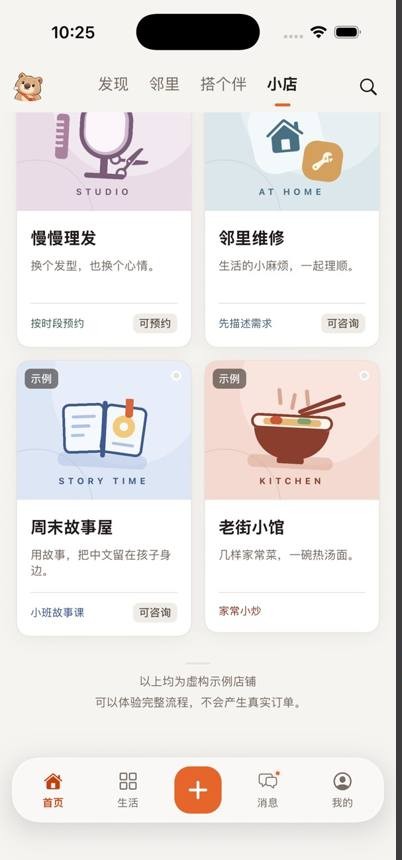 10:25
发现 邻里 搭个伴 小店
STUDIO
AT HOME
慢慢理发
换个发型，也换个心情。
按时段预约 可预约
邻里维修
生活的小麻烦，一起理顺。
先描述需求 可咨询
示例
STORY TIME
周末故事屋
用故事，把中文留在孩子身
边。
小班故事课 可咨询
示例
KITCHEN
老街小馆
几样家常菜，一碗热汤面。
家常小炒
以上均为虚构示例店铺
可以体验完整流程，不会产生真实订单。
首页 生活 消息 我的